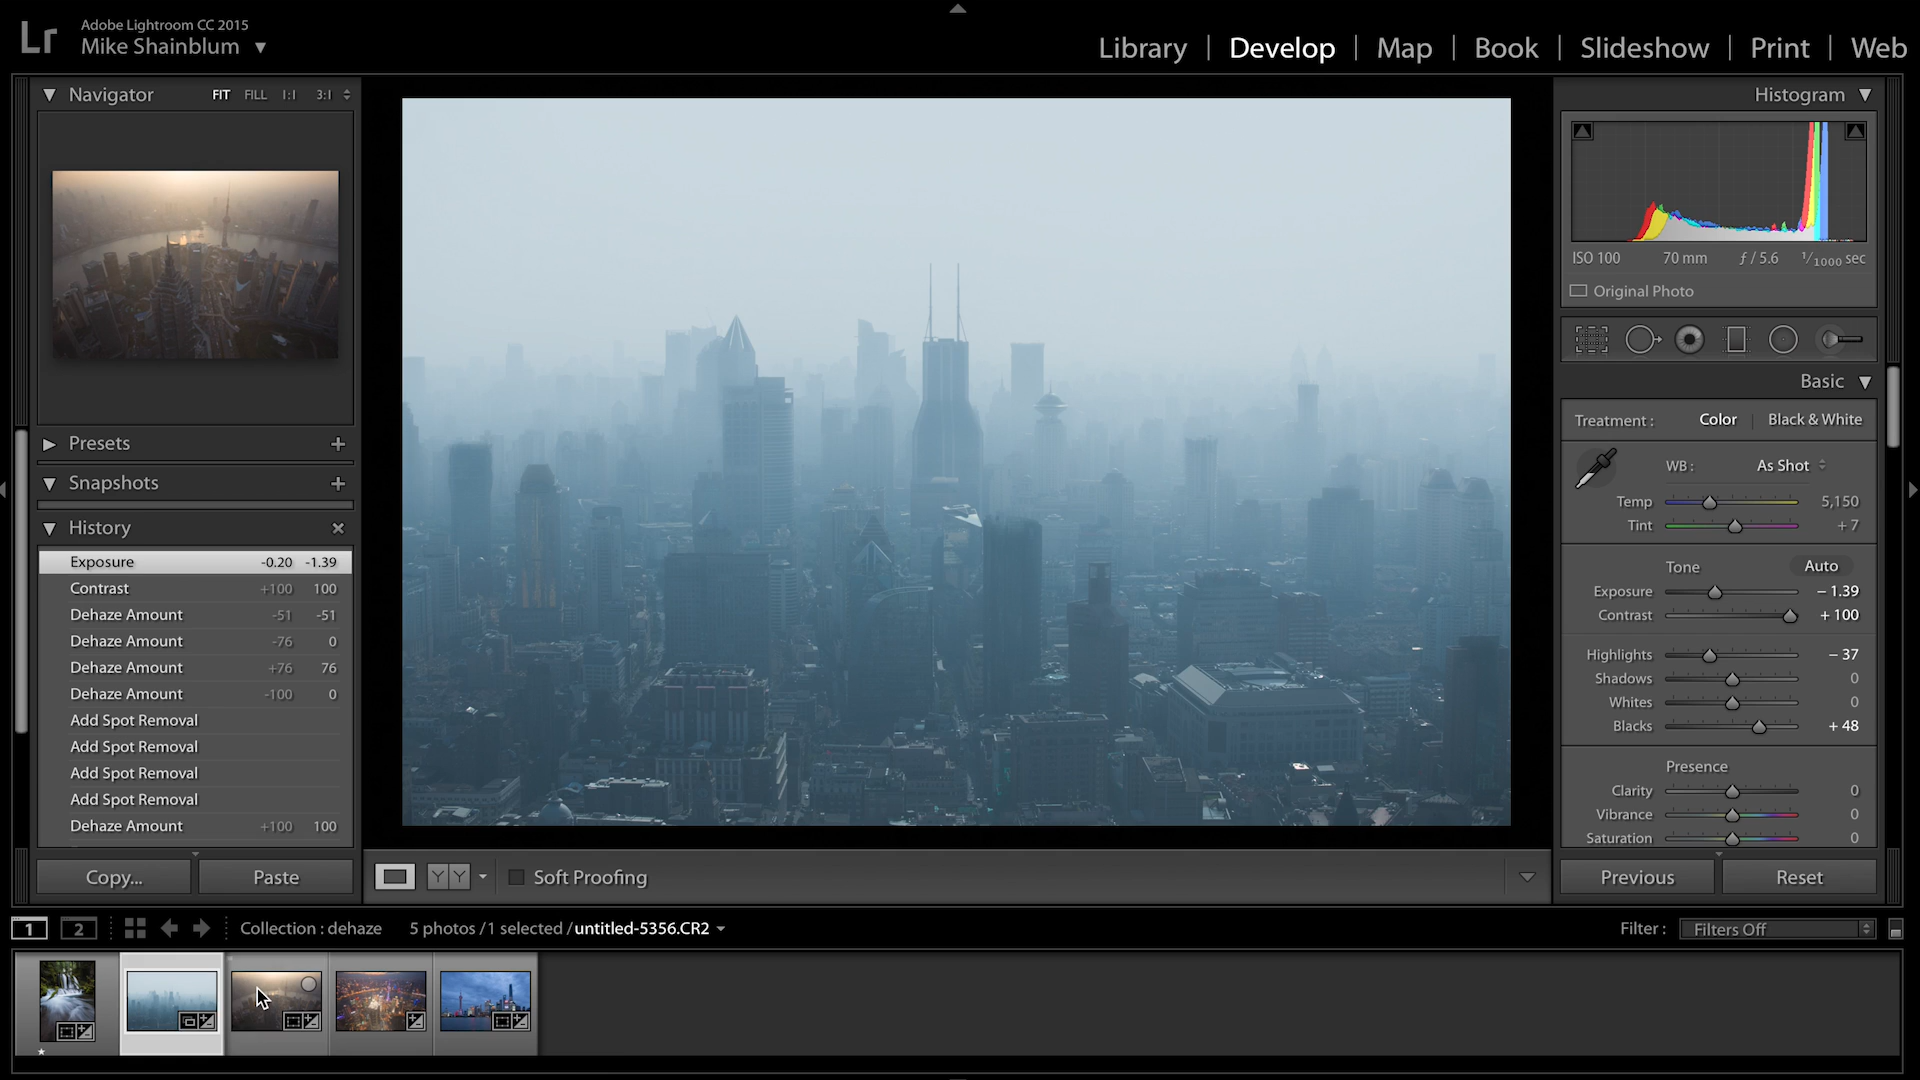 Lr Adobe Lightroom CC 2015
Mike Shainblum
Library | Develop | Map | Book | Slideshow | Print | Web
Navigator FIT FILL 1:1 3:1
Presets +
Snapshots +
History ×
Exposure -0.20 -1.39
Contrast +100 100
Dehaze Amount -51 -51
Dehaze Amount -76 0
Dehaze Amount +76 76
Dehaze Amount -100 0
Add Spot Removal
Add Spot Removal
Add Spot Removal
Add Spot Removal
Dehaze Amount +100 100
Copy... Paste
YY Soft Proofing
Histogram
ISO 100 70 mm ƒ / 5.6 1/1000 sec
Original Photo
Basic
Treatment : Color | Black & White
WB : As Shot
Temp 5,150
Tint + 7
Tone Auto
Exposure − 1.39
Contrast + 100
Highlights − 37
Shadows 0
Whites 0
Blacks + 48
Presence
Clarity 0
Vibrance 0
Saturation 0
Previous Reset
1 2 Collection : dehaze 5 photos / 1 selected / untitled-5356.CR2 Filter : Filters Off